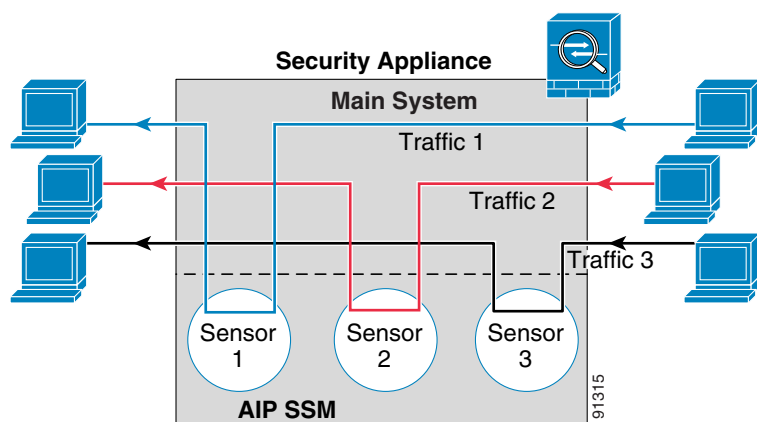 Security Appliance
Main System
Traffic 1
Traffic 2
Traffic 3
Sensor
1
Sensor
2
Sensor
3
AIP SSM
91315